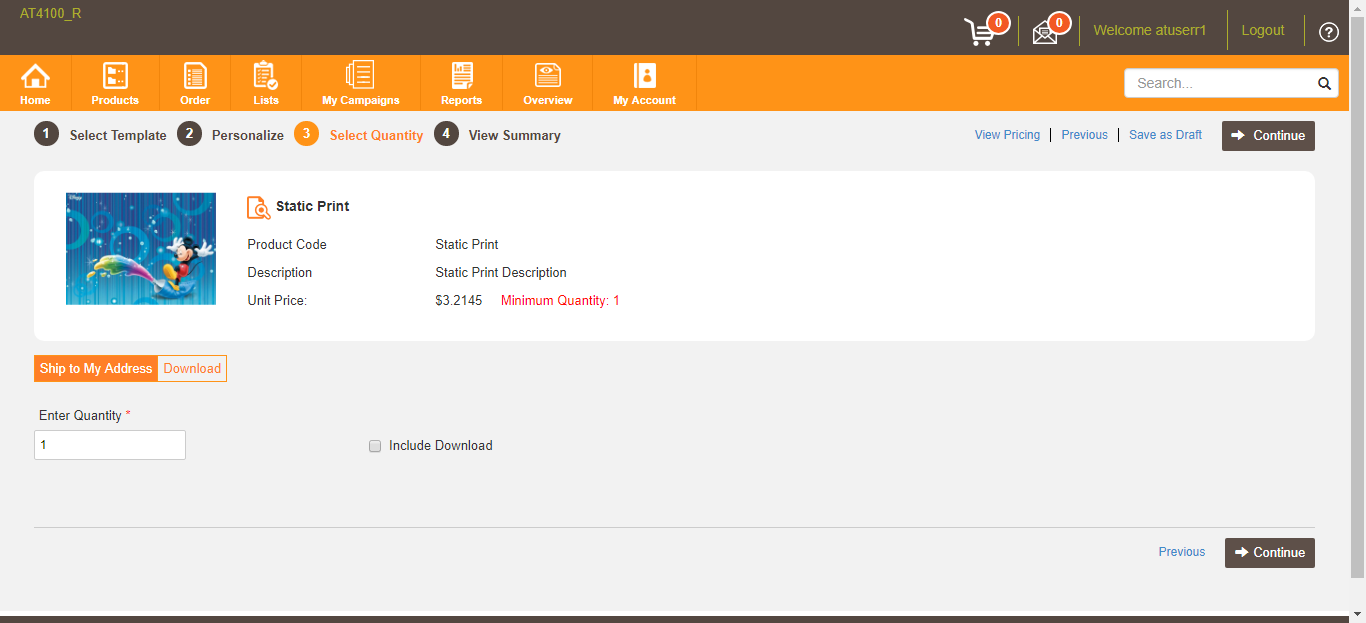 AT4100_R
0
0
Welcome atuserr1
Logout
?
Home
Products
Order
Lists
My Campaigns
Reports
Overview
My Account
Search...
1 Select Template 2 Personalize 3 Select Quantity 4 View Summary
View Pricing
Previous
Save as Draft
Continue
Disney
Static Print
Product Code Static Print
Description Static Print Description
Unit Price: $3.2145 Minimum Quantity: 1
Ship to My Address Download
Enter Quantity *
1
Include Download
Previous
Continue